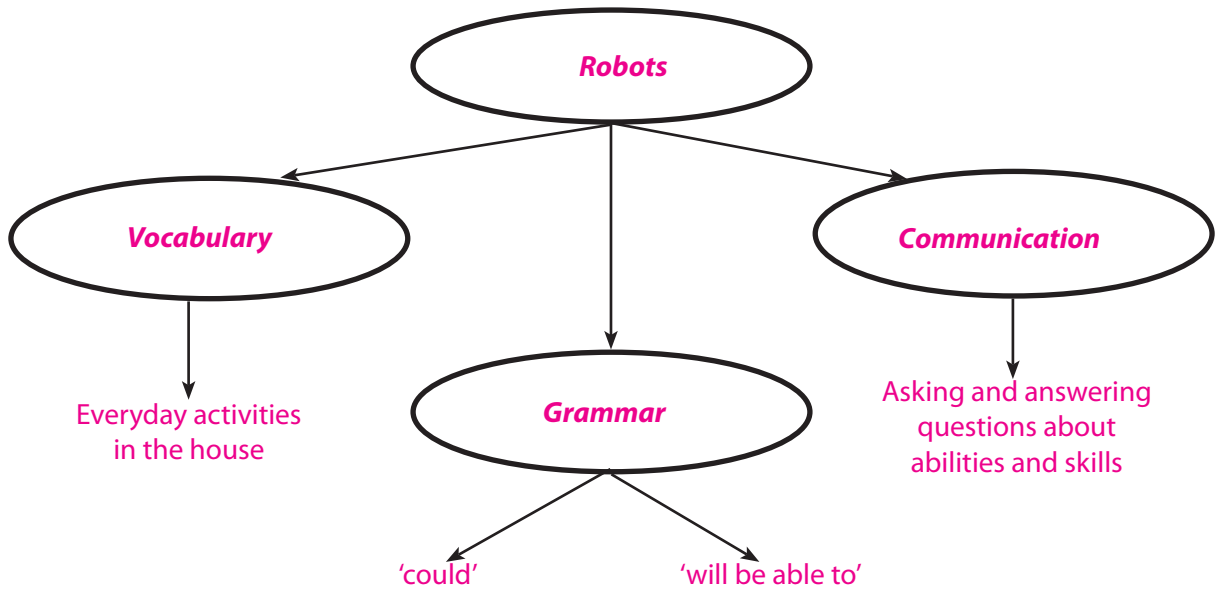 Robots
Vocabulary
Communication
Everyday activities
in the house
Grammar
Asking and answering
questions about
abilities and skills
‘could’
‘will be able to’